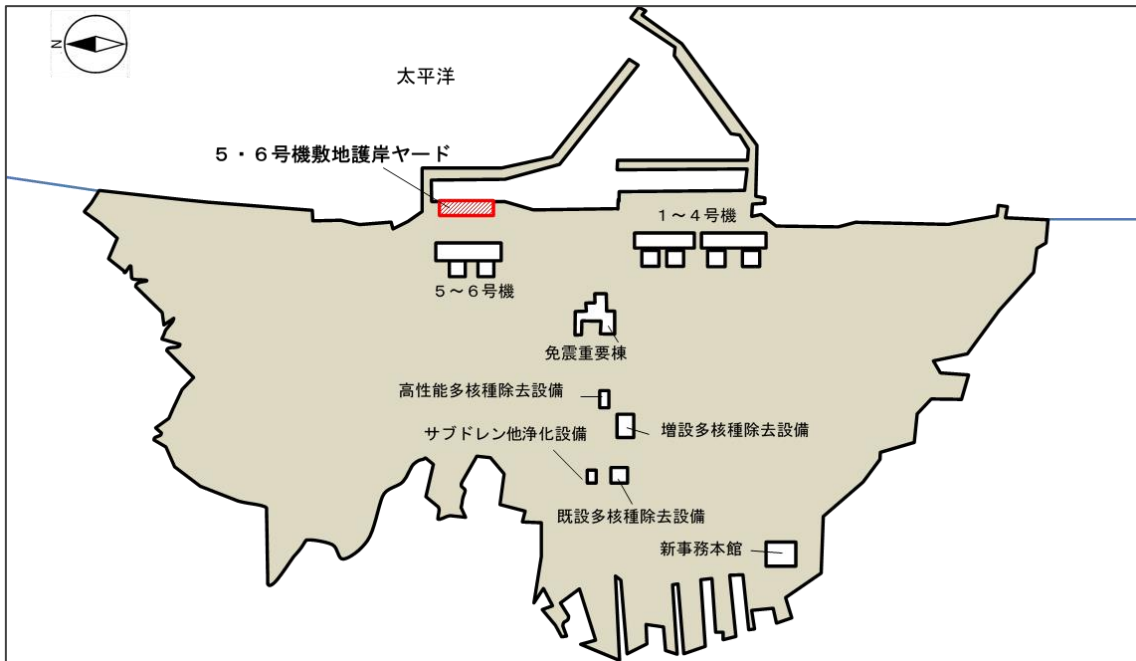 N
太平洋
５・６号機敷地護岸ヤード
１～４号機
５～６号機
免震重要棟
高性能多核種除去設備
サブドレン他浄化設備
増設多核種除去設備
既設多核種除去設備
新事務本館